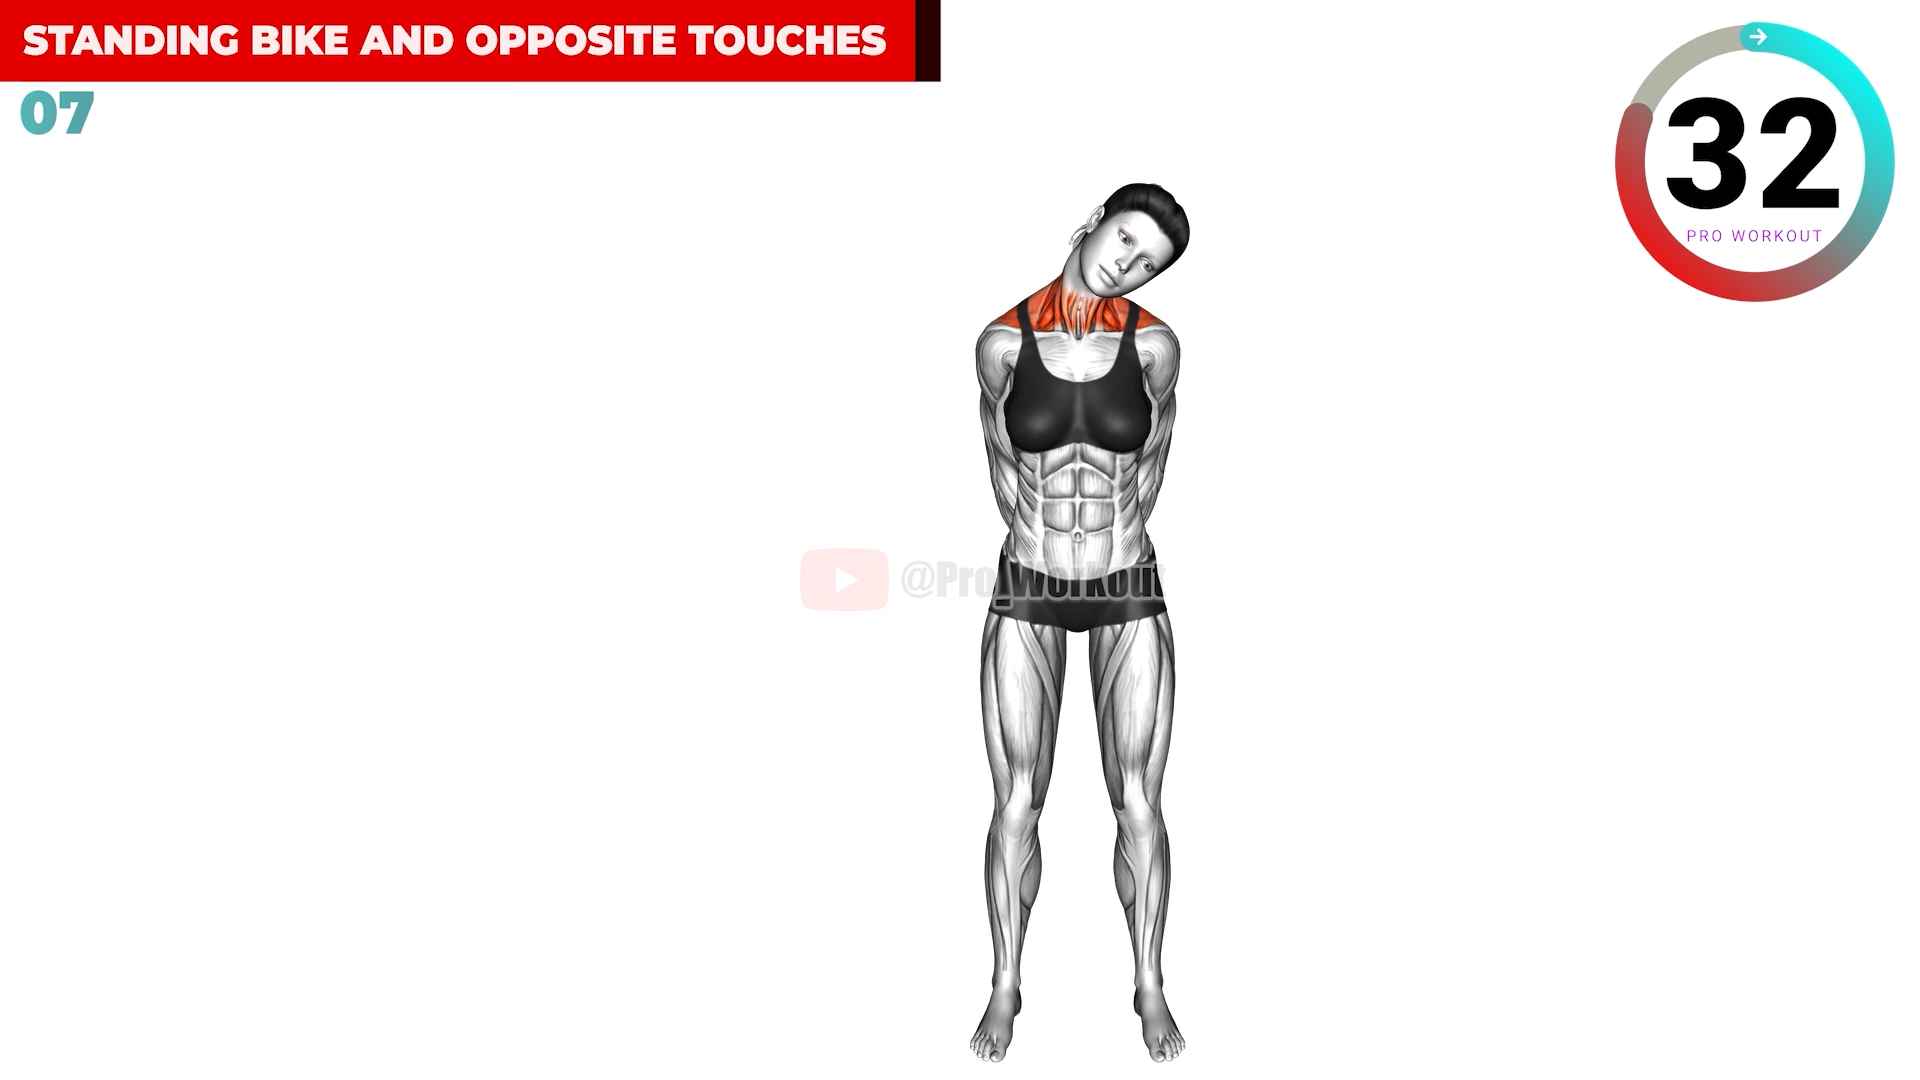 STANDING BIKE AND OPPOSITE TOUCHES
07
32
PRO WORKOUT
@Pro_Workout